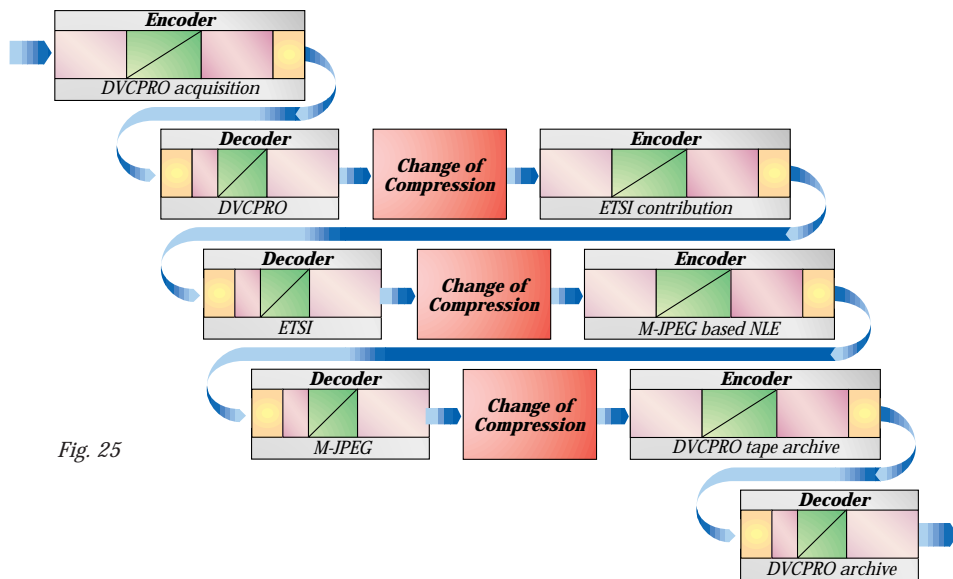 Encoder
DVCPRO acquisition
Decoder
DVCPRO
Change of
Compression
Encoder
ETSI contribution
Decoder
ETSI
Change of
Compression
Encoder
M-JPEG based NLE
Decoder
M-JPEG
Change of
Compression
Encoder
DVCPRO tape archive
Fig. 25
Decoder
DVCPRO archive